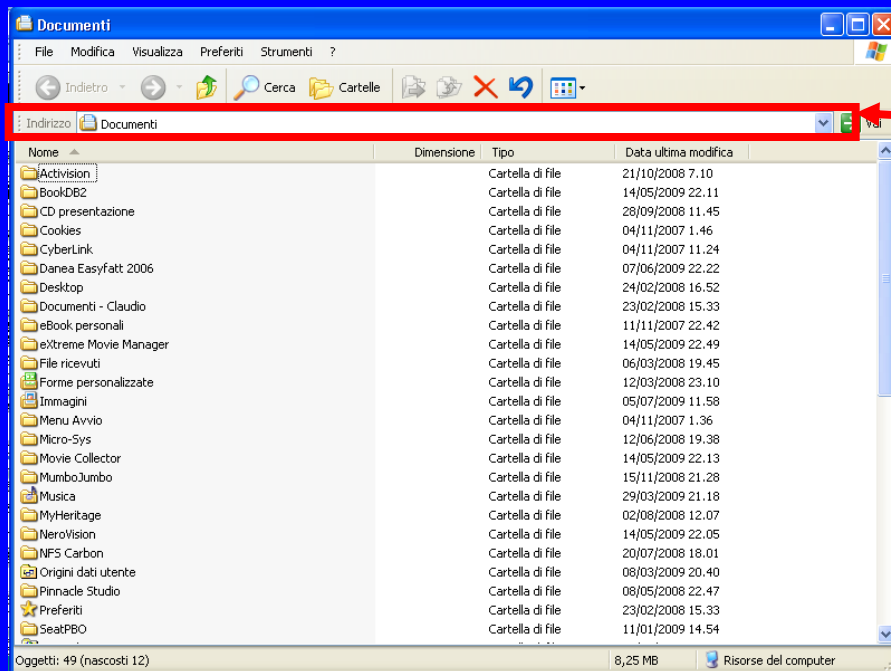 Documenti
File Modifica Visualizza Preferiti Strumenti ?
Indietro Cerca Cartelle
Indirizzo Documenti Vai
Nome Dimensione Tipo Data ultima modifica
Activision Cartella di file 21/10/2008 7.10
BookDB2 Cartella di file 14/05/2009 22.11
CD presentazione Cartella di file 28/09/2008 11.45
Cookies Cartella di file 04/11/2007 1.46
CyberLink Cartella di file 04/11/2007 11.24
Danea Easyfatt 2006 Cartella di file 07/06/2009 22.22
Desktop Cartella di file 24/02/2008 16.52
Documenti - Claudio Cartella di file 23/02/2008 15.33
eBook personali Cartella di file 11/11/2007 22.42
eXtreme Movie Manager Cartella di file 14/05/2009 22.49
File ricevuti Cartella di file 06/03/2008 19.45
Forme personalizzate Cartella di file 12/03/2008 23.10
Immagini Cartella di file 05/07/2009 11.58
Menu Avvio Cartella di file 04/11/2007 1.36
Micro-Sys Cartella di file 12/06/2008 19.38
Movie Collector Cartella di file 14/05/2009 22.13
MumboJumbo Cartella di file 15/11/2008 21.28
Musica Cartella di file 29/03/2009 21.18
MyHeritage Cartella di file 02/08/2008 12.07
NeroVision Cartella di file 14/05/2009 22.05
NFS Carbon Cartella di file 20/07/2008 18.01
Origini dati utente Cartella di file 08/03/2009 20.40
Pinnacle Studio Cartella di file 08/05/2008 22.47
Preferiti Cartella di file 23/02/2008 15.33
SeatPBO Cartella di file 11/01/2009 14.54
Oggetti: 49 (nascosti 12) 8,25 MB Risorse del computer